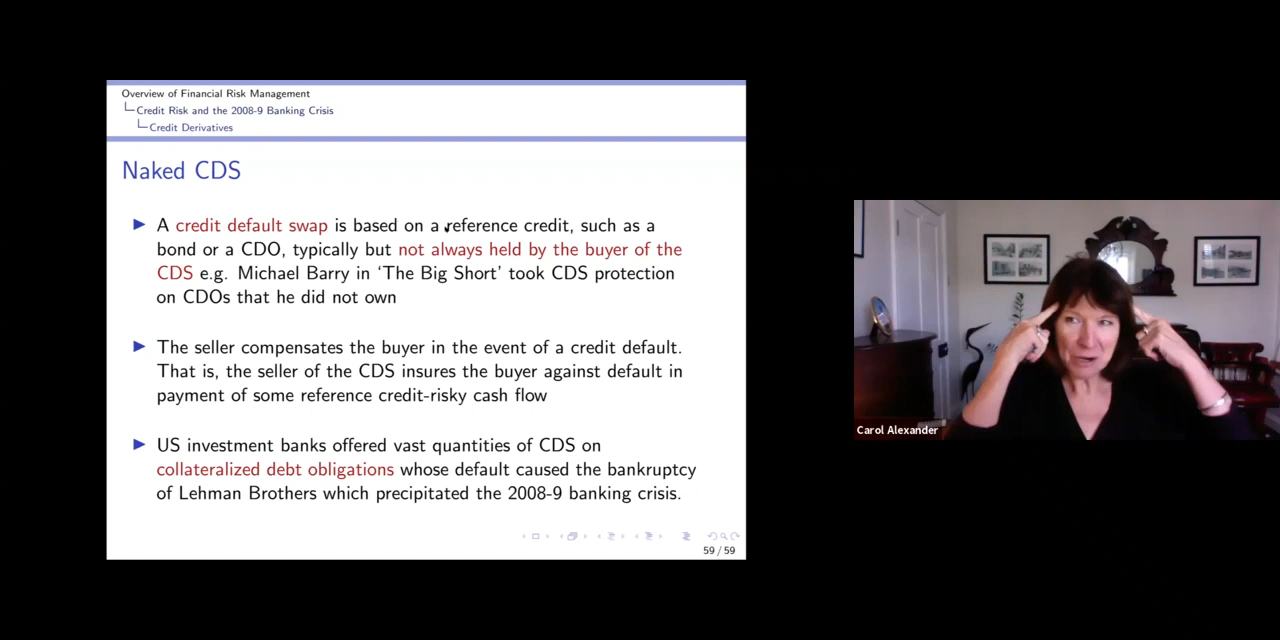 Overview of Financial Risk Management
Credit Risk and the 2008-9 Banking Crisis
Credit Derivatives
Naked CDS
A credit default swap is based on a reference credit, such as a
bond or a CDO, typically but not always held by the buyer of the
CDS e.g. Michael Barry in ‘The Big Short’ took CDS protection
on CDOs that he did not own
The seller compensates the buyer in the event of a credit default.
That is, the seller of the CDS insures the buyer against default in
payment of some reference credit-risky cash flow
US investment banks offered vast quantities of CDS on
collateralized debt obligations whose default caused the bankruptcy
of Lehman Brothers which precipitated the 2008-9 banking crisis.
59 / 59
Carol Alexander